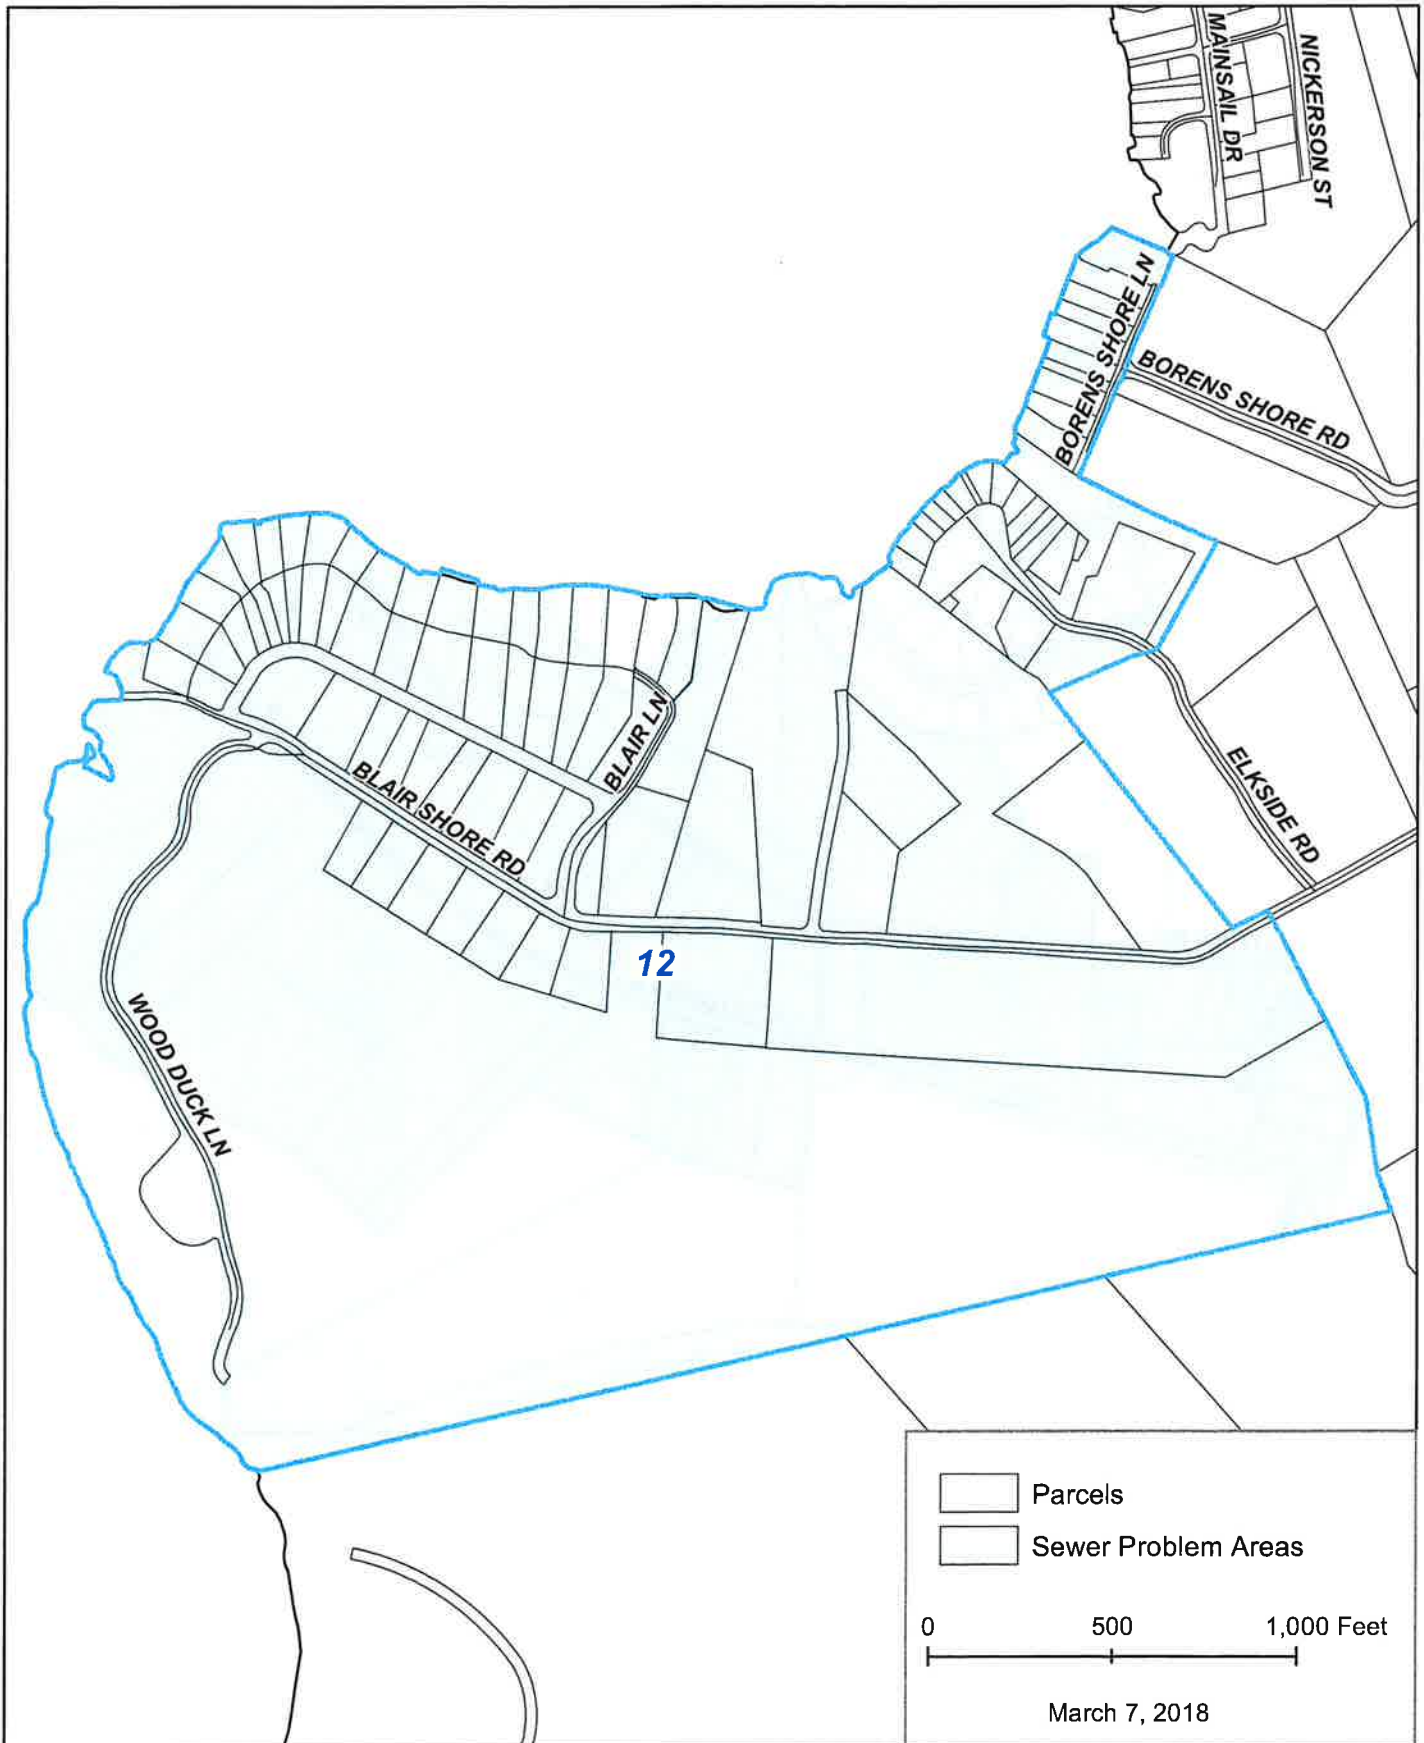 MAINSAIL DR
NICKERSON ST
BORENS SHORE LN
BORENS SHORE RD
BLAIR LN
BLAIR SHORE RD
ELKSIDE RD
12
WOOD DUCK LN
Parcels
Sewer Problem Areas
0 500 1,000 Feet
March 7, 2018